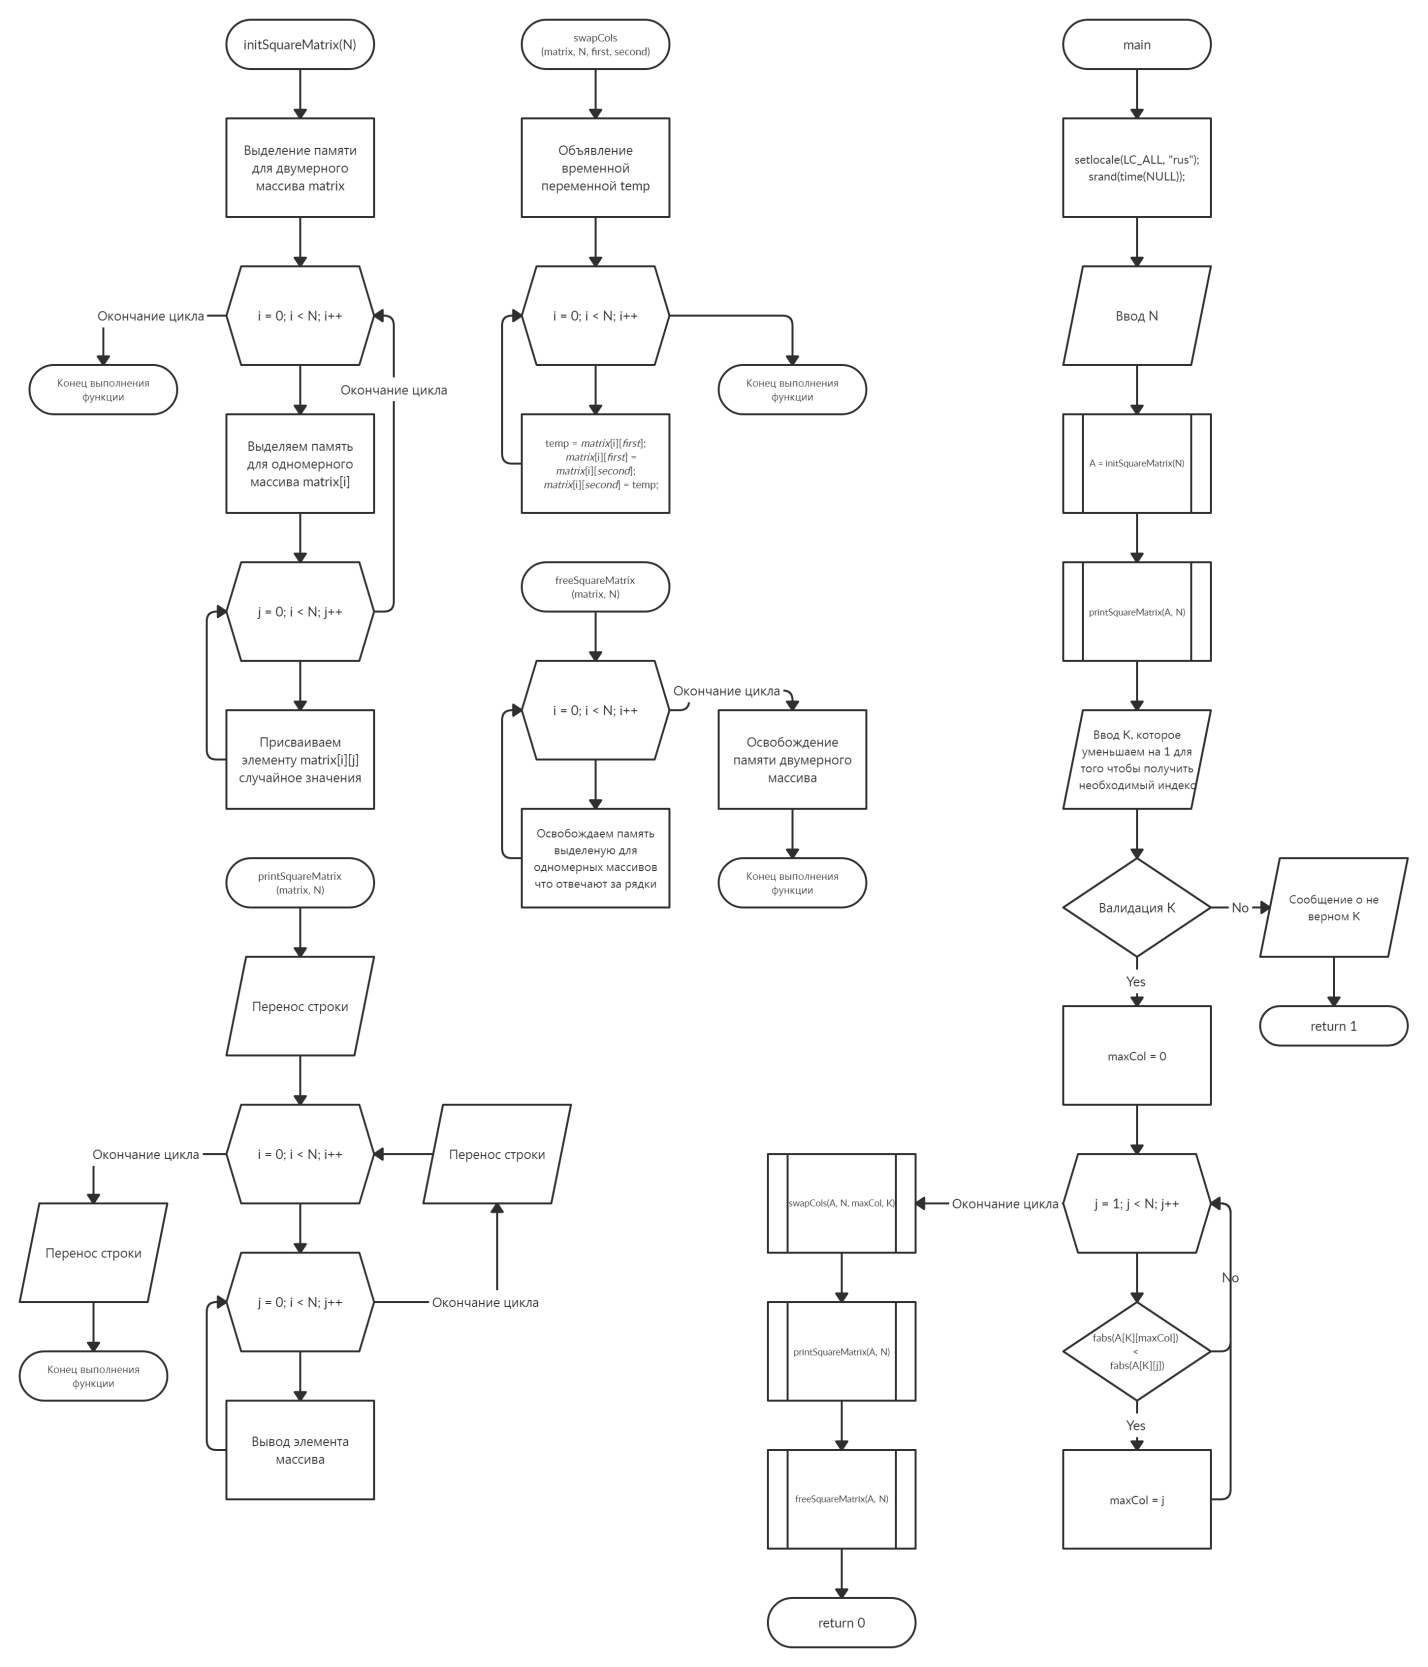 initSquareMatrix(N)
Выделение памяти
для двумерного
массива matrix
i = 0; i < N; i++
Окончание цикла
Конец выполнения
функции
Окончание цикла
Выделяем память
для одномерного
массива matrix[i]
j = 0; i < N; j++
Присваиваем
элементу matrix[i][j]
случайное значения
printSquareMatrix
(matrix, N)
Перенос строки
i = 0; i < N; i++
Перенос строки
Окончание цикла
Перенос строки
Конец выполнения
функции
j = 0; i < N; j++
Окончание цикла
Вывод элемента
массива
swapCols
(matrix, N, first, second)
Объявление
временной
переменной temp
i = 0; i < N; i++
Конец выполнения
функции
temp = matrix[i][first];
matrix[i][first] =
matrix[i][second];
matrix[i][second] = temp;
freeSquareMatrix
(matrix, N)
i = 0; i < N; i++
Окончание цикла
Освобождение
памяти двумерного
массива
Освобождаем память
выделеную для
одномерных массивов
что отвечают за рядки
Конец выполнения
функции
main
setlocale(LC_ALL, "rus");
srand(time(NULL));
Ввод N
A = initSquareMatrix(N)
printSquareMatrix(A, N)
Ввод K, которое
уменьшаем на 1 для
того чтобы получить
необходимый индекс
Валидация K
No
Сообщение о не
верном K
return 1
Yes
maxCol = 0
j = 1; j < N; j++
No
fabs(A[K][maxCol])
<
fabs(A[K][j])
Yes
maxCol = j
Окончание цикла
swapCols(A, N, maxCol, K)
printSquareMatrix(A, N)
freeSquareMatrix(A, N)
return 0